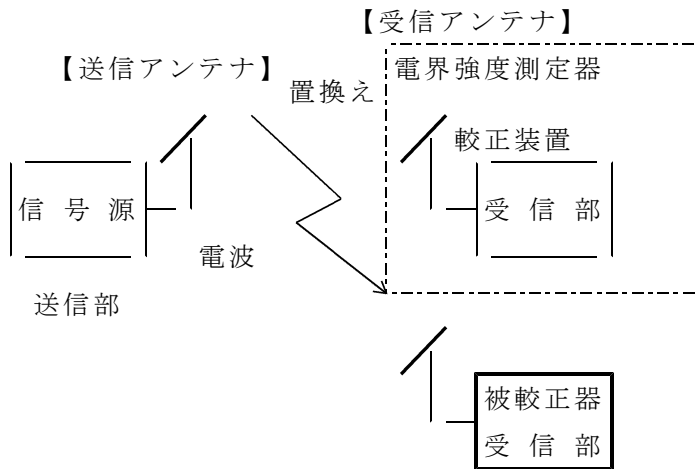 【受信アンテナ】
【送信アンテナ】
電界強度測定器
置換え
較正装置
信号源
受信部
電波
送信部
被較正器
受信部